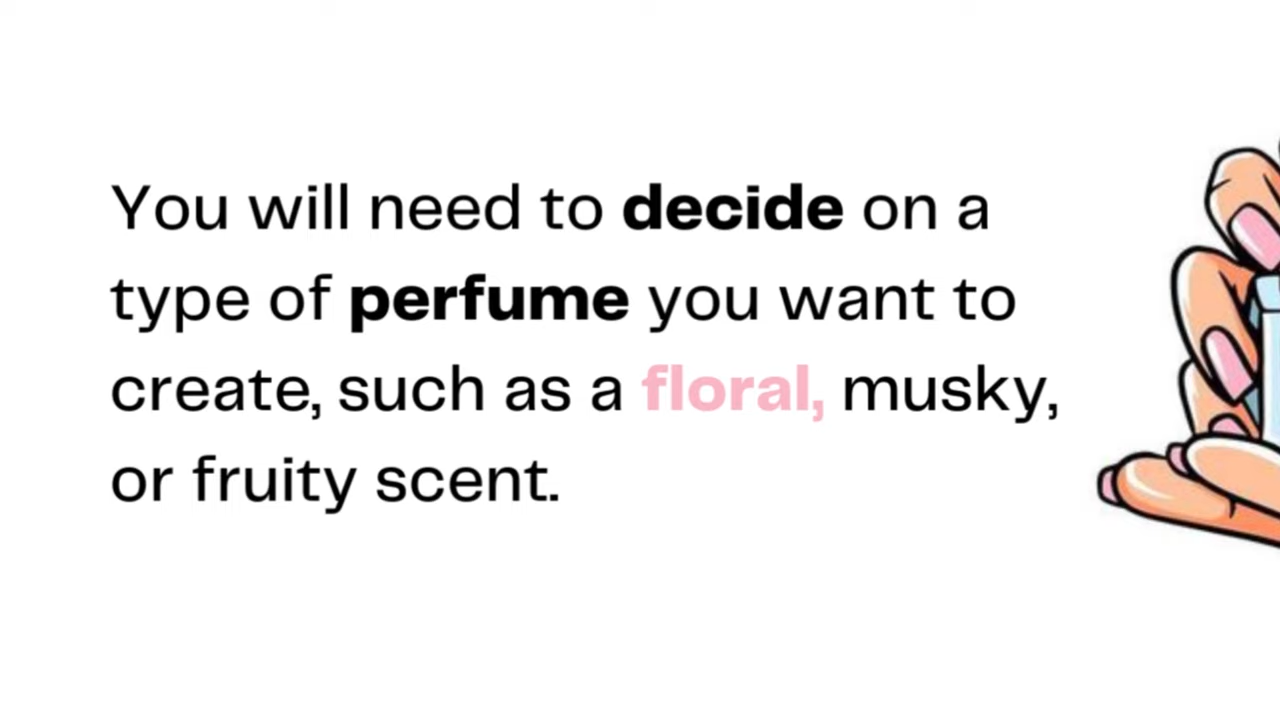 You will need to decide on a
type of perfume you want to
create, such as a floral, musky,
or fruity scent.